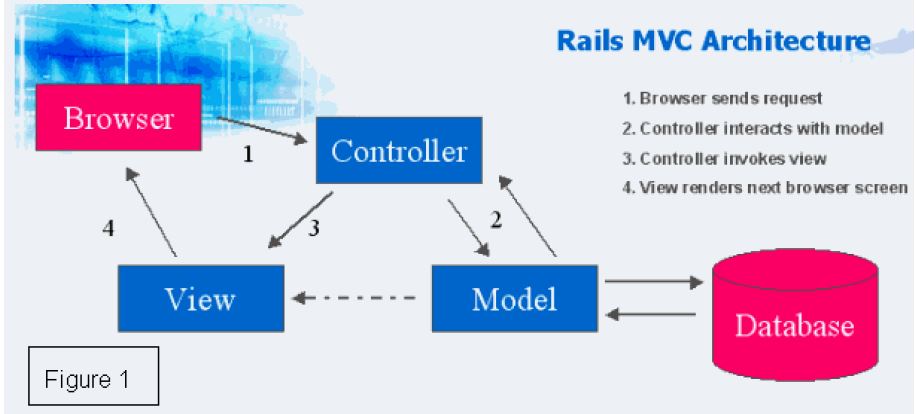 Rails MVC Architecture
1. Browser sends request
2. Controller interacts with model
3. Controller invokes view
4. View renders next browser screen
Browser
1
Controller
4
3
2
View
Model
Database
Figure 1